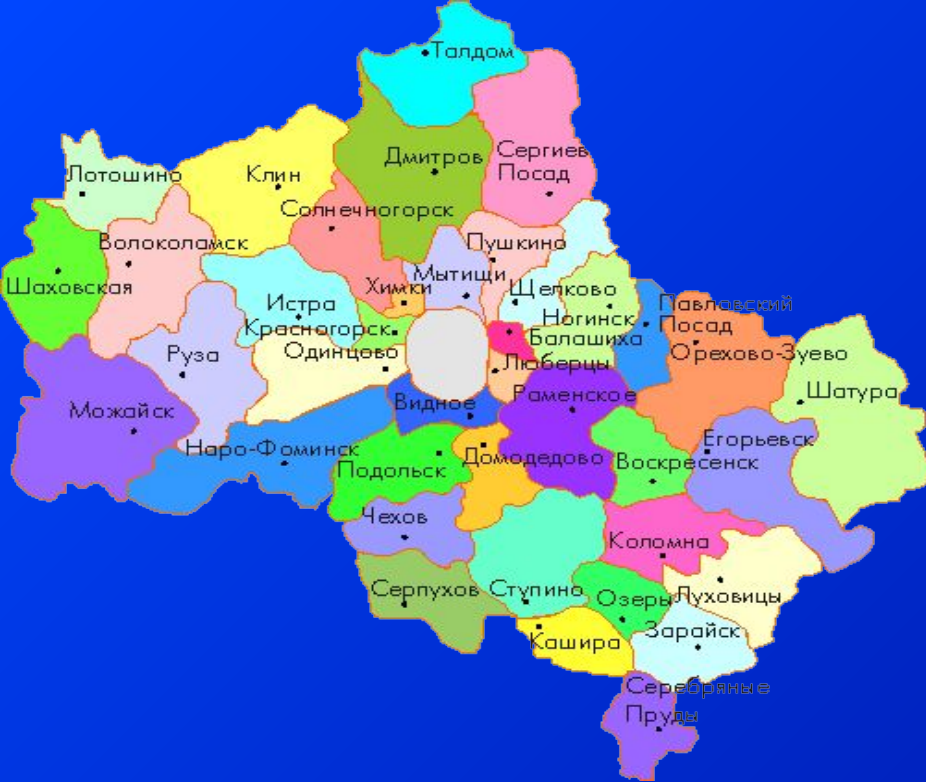 Талдом
Сергиев
Посад
Дмитров
Лотошино
Клин
Солнечногорск
Волоколамск
Пушкино
Мытищи
Химки
Щелково
Шаховская
Истра
Павлавский
Посад
Ногинск
Красногорск
Балашиха
Одинцово
Руза
Орехово-Зуево
Люберцы
Шатура
Раменское
Видное
Можайск
Егорьевск
Наро-Фоминск
Домодедово
Воскресенск
Подольск
Чехов
Коломна
Серпухов
Ступино
Озеры
Луховицы
Зарайск
Кашира
Серебряные
Пруды